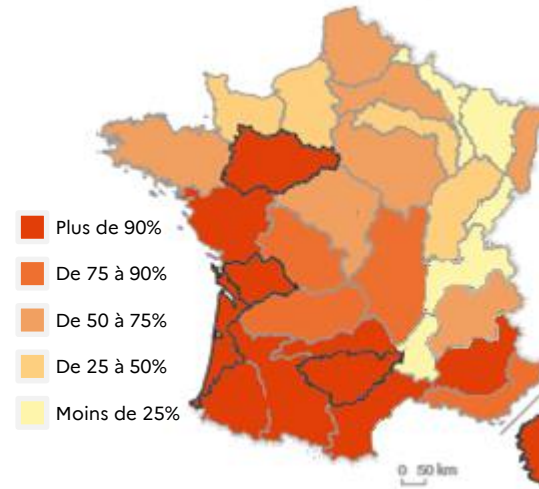 Plus de 90%
De 75 à 90%
De 50 à 75%
De 25 à 50%
Moins de 25%
0 50 km